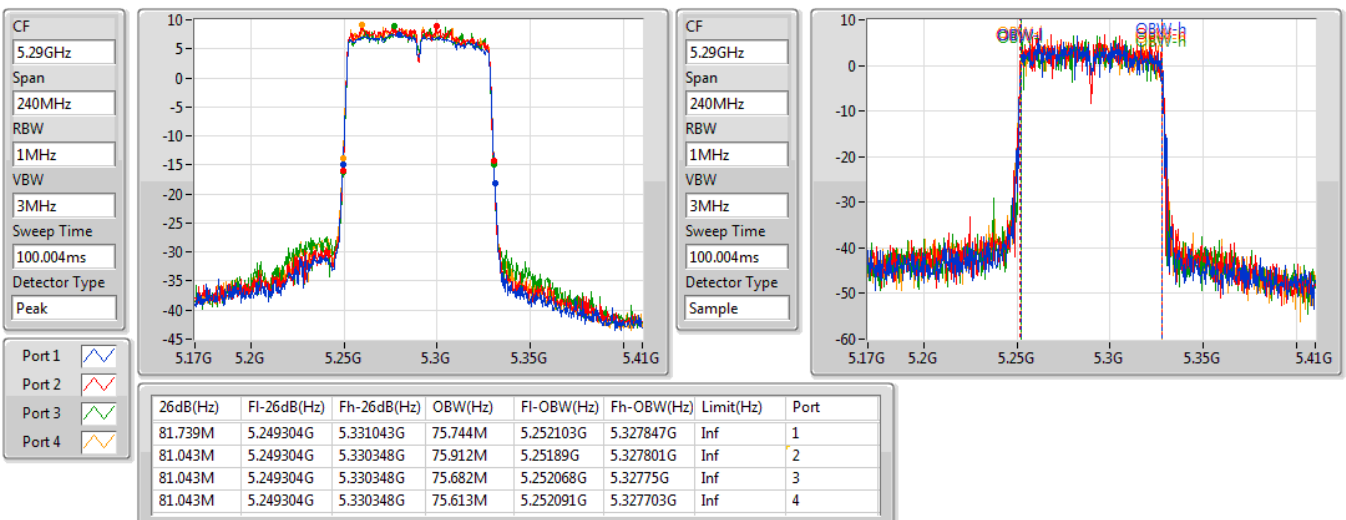 CF
5.29GHz
Span
240MHz
RBW
1MHz
VBW
3MHz
Sweep Time
100.004ms
Detector Type
Peak
10
5
0
-5
-10
-15
-20
-25
-30
-35
-40
-45
5.17G 5.2G 5.25G 5.3G 5.35G 5.41G
CF
5.29GHz
Span
240MHz
RBW
1MHz
VBW
3MHz
Sweep Time
100.004ms
Detector Type
Sample
10
0
-10
-20
-30
-40
-50
-60
OBW-l
OBW-h
5.17G 5.2G 5.25G 5.3G 5.35G 5.41G
Port 1
Port 2
Port 3
Port 4
26dB(Hz) Fl-26dB(Hz) Fh-26dB(Hz) OBW(Hz) Fl-OBW(Hz) Fh-OBW(Hz) Limit(Hz) Port
81.739M 5.249304G 5.331043G 75.744M 5.252103G 5.327847G Inf 1
81.043M 5.249304G 5.330348G 75.912M 5.25189G 5.327801G Inf 2
81.043M 5.249304G 5.330348G 75.682M 5.252068G 5.32775G Inf 3
81.043M 5.249304G 5.330348G 75.613M 5.252091G 5.327703G Inf 4